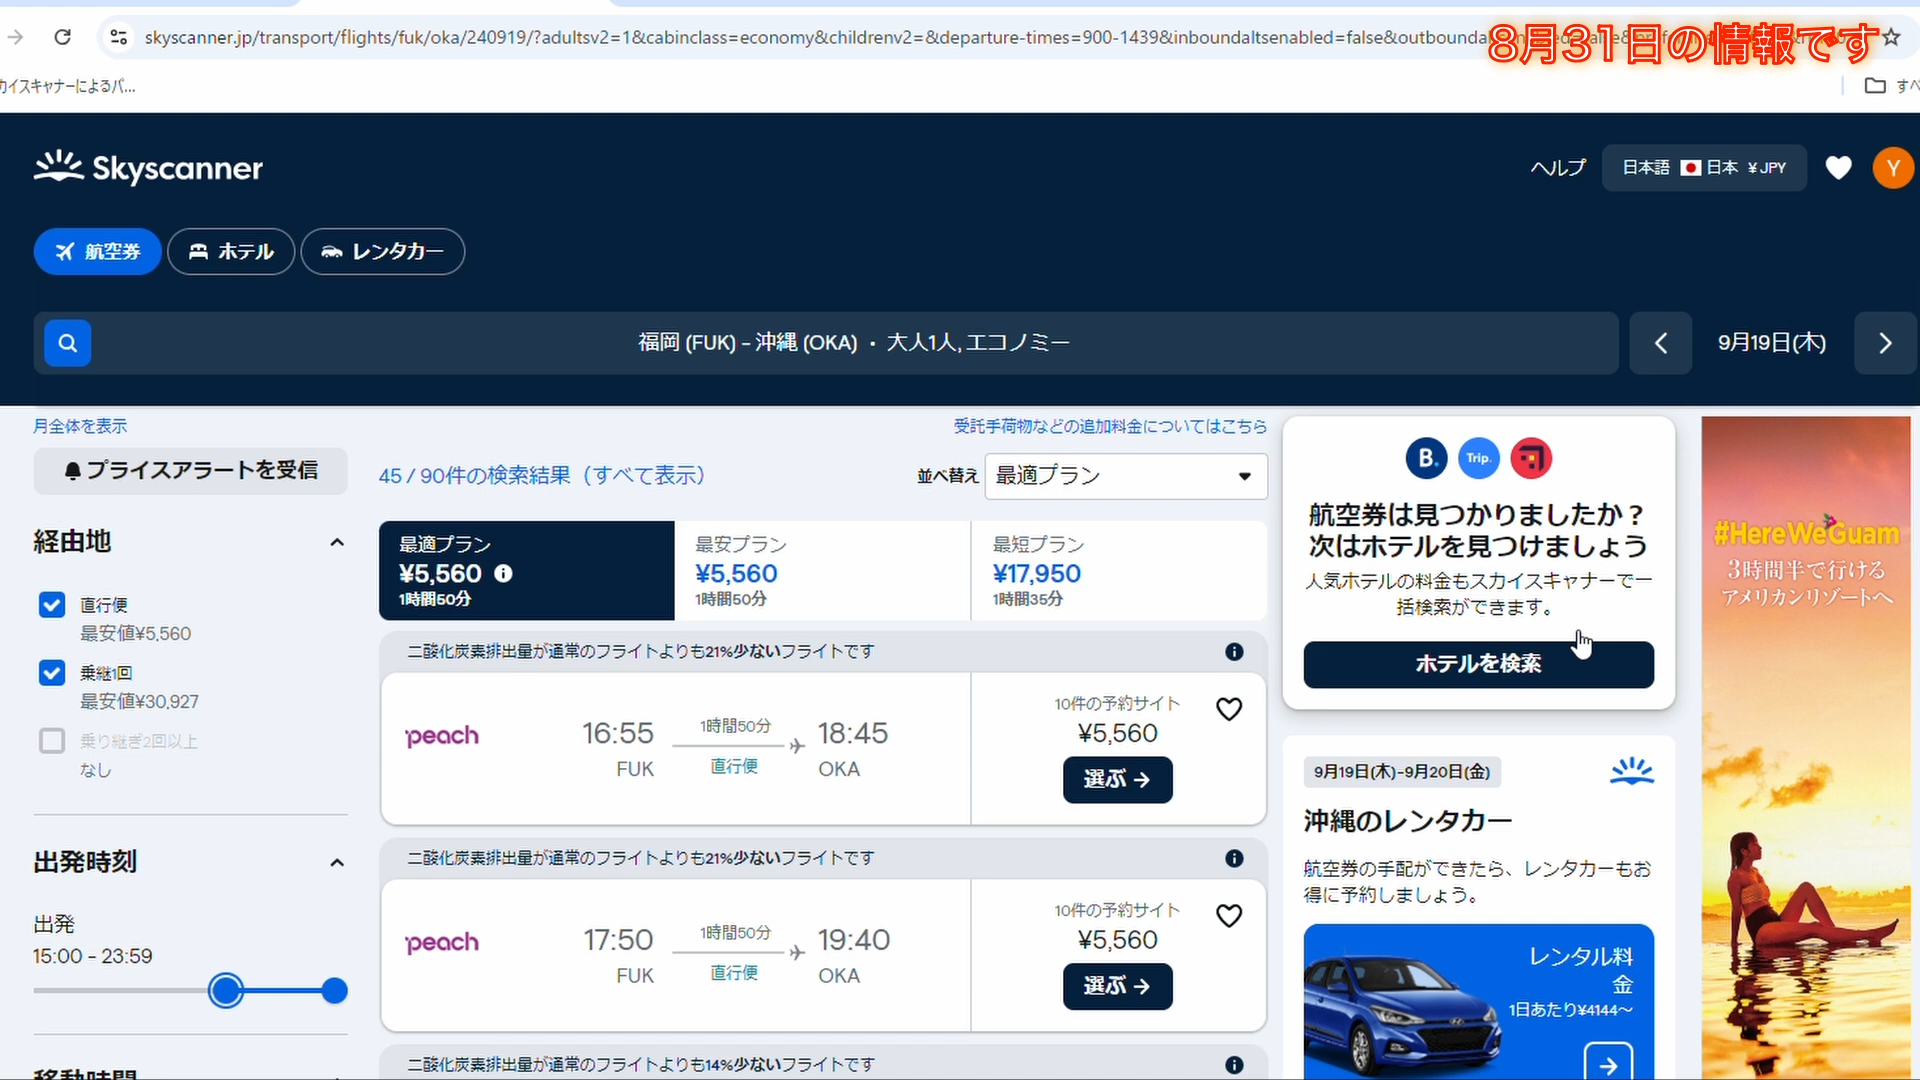 skyscanner.jp/transport/flights/fuk/oka/240919/?adultsv2=1&cabinclass=economy&childrenv2=&departure-times=900-1439&inboundaltsenabled=false&outbounda
8月31日の情報です
カイスキャナーによるパ...
すべ
Skyscanner
ヘルプ
日本語 日本 ¥ JPY
Y
航空券
ホテル
レンタカー
福岡 (FUK) – 沖縄 (OKA) • 大人1人, エコノミー
9月19日(木)
月全体を表示
プライスアラートを受信
経由地
直行便
最安値¥5,560
乗継1回
最安値¥30,927
乗り継ぎ2回以上
なし
出発時刻
出発
15:00 – 23:59
移動時間
受託手荷物などの追加料金についてはこちら
45 / 90件の検索結果（すべて表示）
並べ替え
最適プラン
最適プラン
¥5,560
1時間50分
最安プラン
¥5,560
1時間50分
最短プラン
¥17,950
1時間35分
二酸化炭素排出量が通常のフライトよりも21%少ないフライトです
peach
16:55
FUK
1時間50分
直行便
18:45
OKA
10件の予約サイト
¥5,560
選ぶ →
二酸化炭素排出量が通常のフライトよりも21%少ないフライトです
peach
17:50
FUK
1時間50分
直行便
19:40
OKA
10件の予約サイト
¥5,560
選ぶ →
二酸化炭素排出量が通常のフライトよりも14%少ないフライトです
B.
Trip.
航空券は見つかりましたか？
次はホテルを見つけましょう
人気ホテルの料金もスカイスキャナーで一
括検索ができます。
ホテルを検索
9月19日(木)-9月20日(金)
沖縄のレンタカー
航空券の手配ができたら、レンタカーもお
得に予約しましょう。
レンタル料
金
1日あたり¥4144～
#HereWeGuam
3時間半で行ける
アメリカンリゾートへ